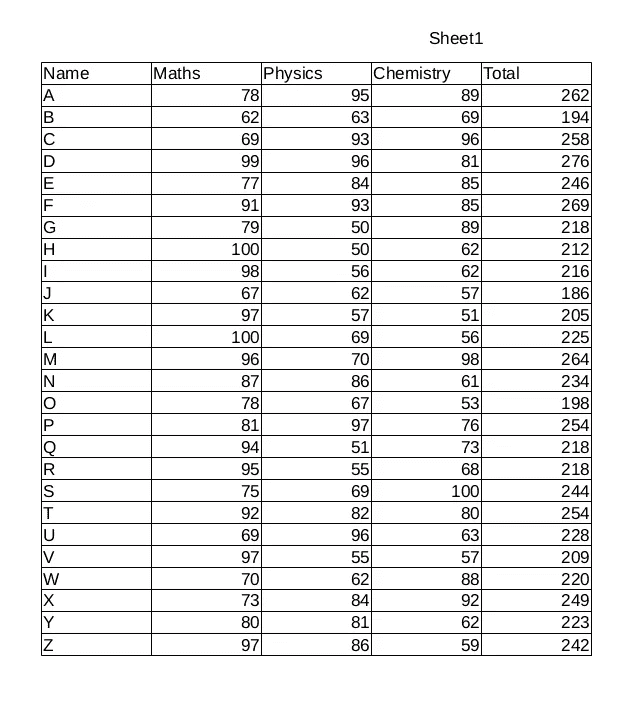 Sheet1
Name Maths Physics Chemistry Total
A 78 95 89 262
B 62 63 69 194
C 69 93 96 258
D 99 96 81 276
E 77 84 85 246
F 91 93 85 269
G 79 50 89 218
H 100 50 62 212
I 98 56 62 216
J 67 62 57 186
K 97 57 51 205
L 100 69 56 225
M 96 70 98 264
N 87 86 61 234
O 78 67 53 198
P 81 97 76 254
Q 94 51 73 218
R 95 55 68 218
S 75 69 100 244
T 92 82 80 254
U 69 96 63 228
V 97 55 57 209
W 70 62 88 220
X 73 84 92 249
Y 80 81 62 223
Z 97 86 59 242